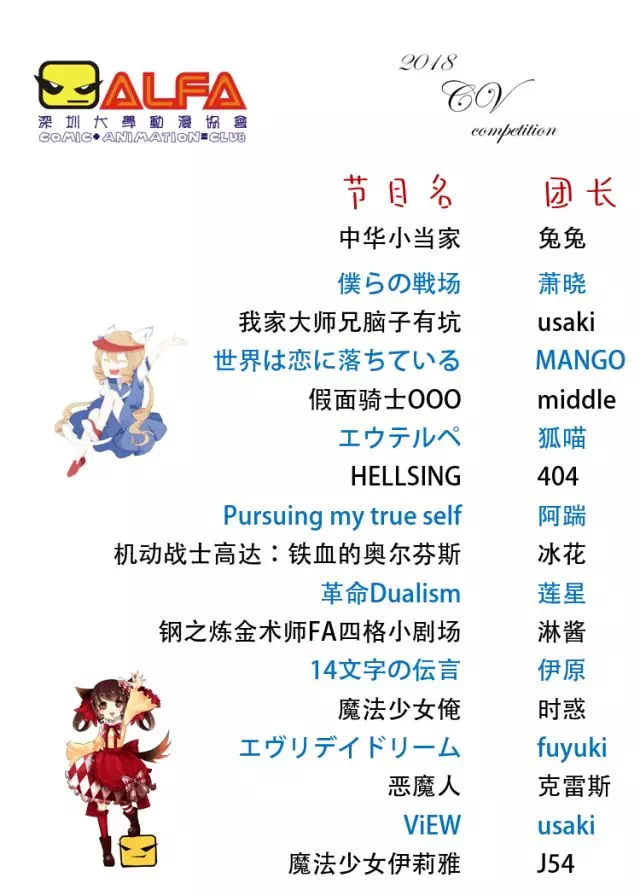 ALFA
深圳大學動漫協會
COMIC+ANIMATION=CLUB
2018
CV
competition
节目名 团长
中华小当家 兔兔
僕らの戦场 萧晓
我家大师兄脑子有坑 usaki
世界は恋に落ちている MANGO
假面骑士OOO middle
エウテルペ 狐喵
HELLSING 404
Pursuing my true self 阿踹
机动战士高达：铁血的奥尔芬斯 冰花
革命Dualism 莲星
钢之炼金术师FA四格小剧场 淋酱
14文字の伝言 伊原
魔法少女俺 时惑
エヴリデイドリーム fuyuki
恶魔人 克雷斯
ViEW usaki
魔法少女伊莉雅 J54